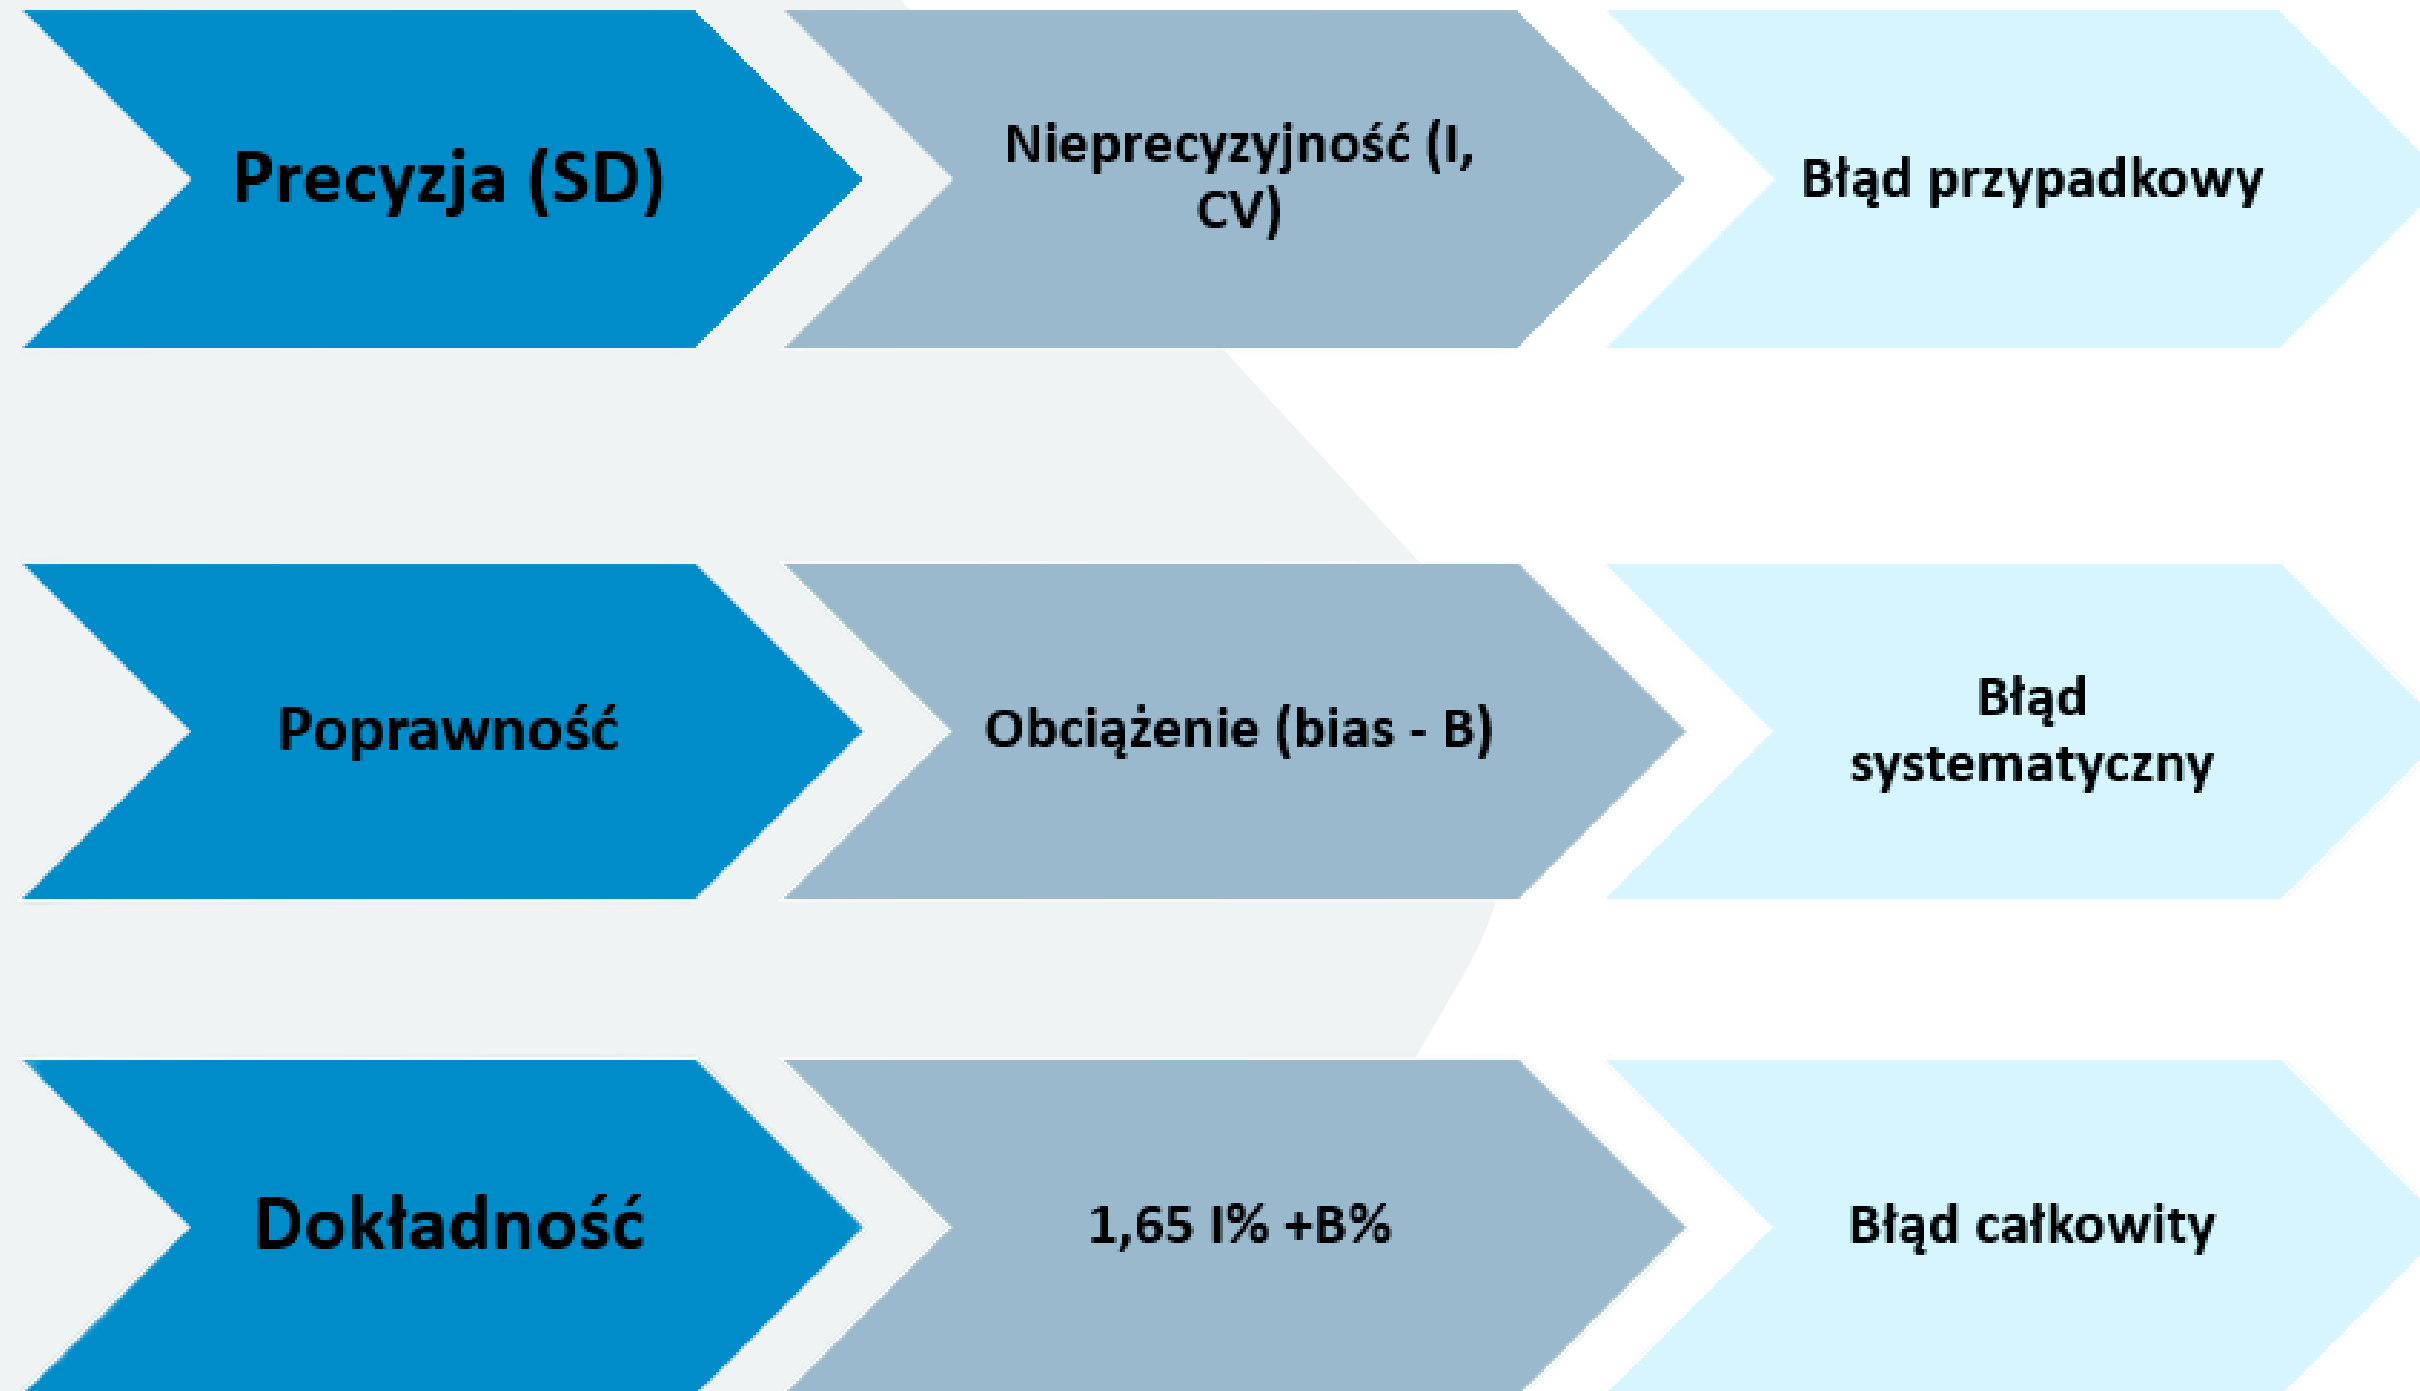 Precyzja (SD)
Nieprecyzyjność (I,
CV)
Błąd przypadkowy
Poprawność
Obciążenie (bias - B)
Błąd
systematyczny
Dokładność
1,65 I% +B%
Błąd całkowity